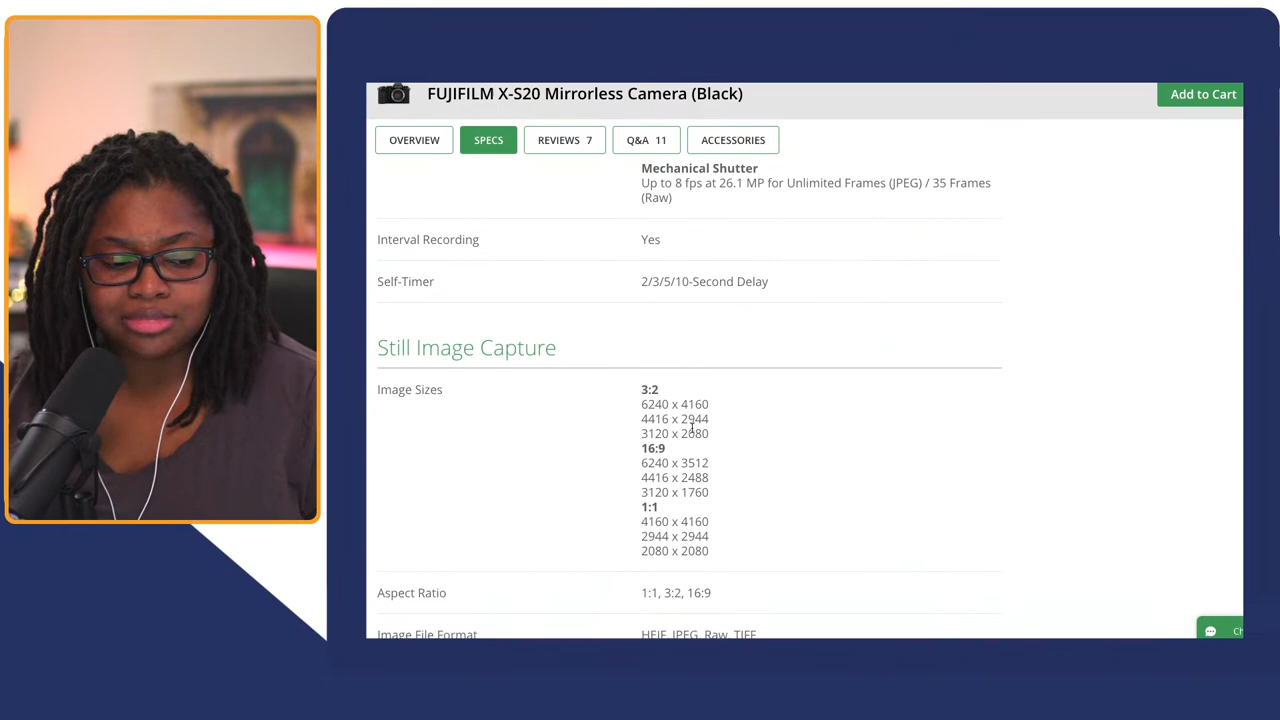 FUJIFILM X-S20 Mirrorless Camera (Black)
Add to Cart
OVERVIEW
SPECS
REVIEWS 7
Q&A 11
ACCESSORIES
Mechanical Shutter
Up to 8 fps at 26.1 MP for Unlimited Frames (JPEG) / 35 Frames
(Raw)
Interval Recording
Yes
Self-Timer
2/3/5/10-Second Delay
Still Image Capture
Image Sizes
3:2
6240 x 4160
4416 x 2944
3120 x 2080
16:9
6240 x 3512
4416 x 2488
3120 x 1760
1:1
4160 x 4160
2944 x 2944
2080 x 2080
Aspect Ratio
1:1, 3:2, 16:9
Image File Format
HEIF, JPEG, Raw, TIFF